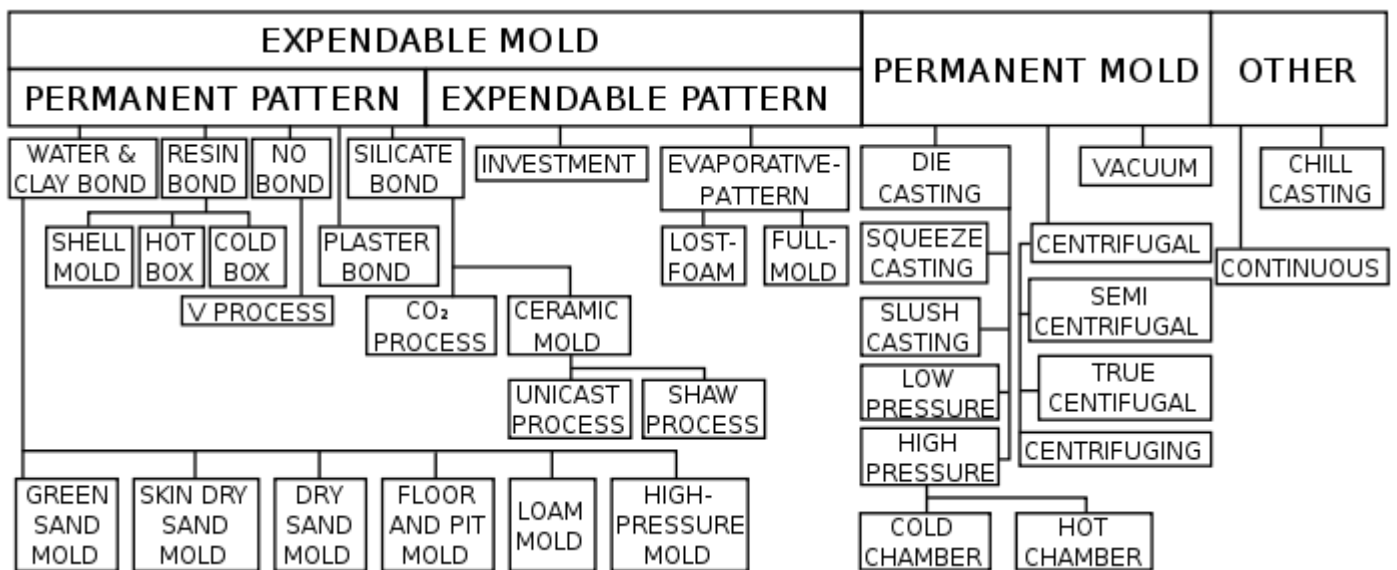 EXPENDABLE MOLD
PERMANENT MOLD
OTHER
PERMANENT PATTERN
EXPENDABLE PATTERN
WATER &
CLAY BOND
RESIN
BOND
NO
BOND
SILICATE
BOND
INVESTMENT
EVAPORATIVE-
PATTERN
DIE
CASTING
VACUUM
CHILL
CASTING
SHELL
MOLD
HOT
BOX
COLD
BOX
PLASTER
BOND
LOST-
FOAM
FULL-
MOLD
SQUEEZE
CASTING
CENTRIFUGAL
CONTINUOUS
V PROCESS
CO₂
PROCESS
CERAMIC
MOLD
SLUSH
CASTING
SEMI
CENTRIFUGAL
UNICAST
PROCESS
SHAW
PROCESS
LOW
PRESSURE
TRUE
CENTIFUGAL
HIGH
PRESSURE
CENTRIFUGING
GREEN
SAND
MOLD
SKIN DRY
SAND
MOLD
DRY
SAND
MOLD
FLOOR
AND PIT
MOLD
LOAM
MOLD
HIGH-
PRESSURE
MOLD
COLD
CHAMBER
HOT
CHAMBER